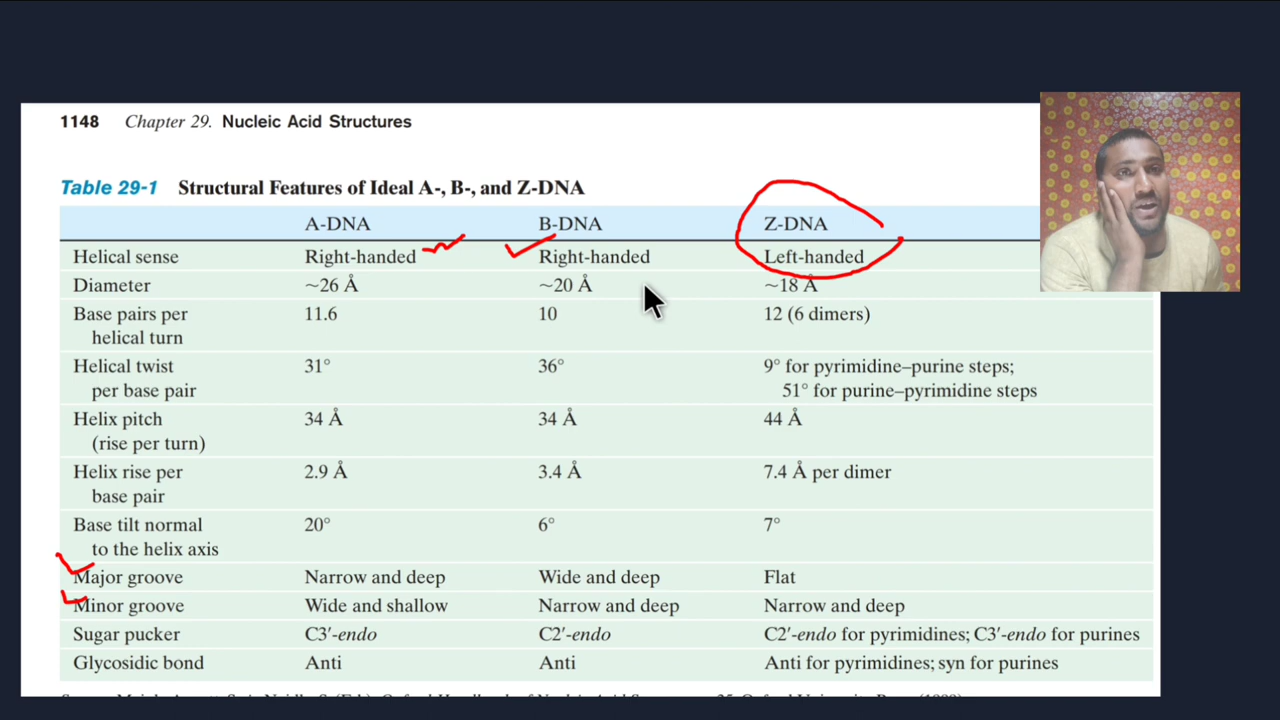 1148 Chapter 29. Nucleic Acid Structures
Table 29-1 Structural Features of Ideal A-, B-, and Z-DNA
A-DNA B-DNA Z-DNA
Helical sense Right-handed Right-handed Left-handed
Diameter ~26 Å ~20 Å ~18 Å
Base pairs per 11.6 10 12 (6 dimers)
helical turn
Helical twist 31° 36° 9° for pyrimidine–purine steps;
per base pair 51° for purine–pyrimidine steps
Helix pitch 34 Å 34 Å 44 Å
(rise per turn)
Helix rise per 2.9 Å 3.4 Å 7.4 Å per dimer
base pair
Base tilt normal 20° 6° 7°
to the helix axis
Major groove Narrow and deep Wide and deep Flat
Minor groove Wide and shallow Narrow and deep Narrow and deep
Sugar pucker C3′-endo C2′-endo C2′-endo for pyrimidines; C3′-endo for purines
Glycosidic bond Anti Anti Anti for pyrimidines; syn for purines